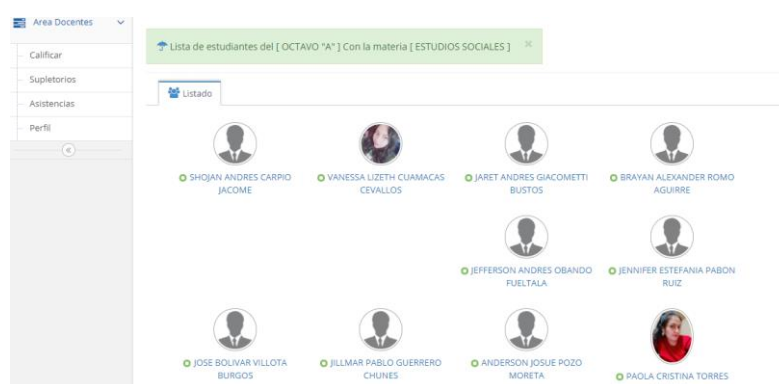 Area Docentes
Lista de estudiantes del [ OCTAVO "A" ] Con la materia [ ESTUDIOS SOCIALES ]
Calificar
Supletorios
Asistencias
Perfil
Listado
SHOJAN ANDRES CARPIO
JACOME
VANESSA LIZETH CUAMACAS
CEVALLOS
JARET ANDRES GIACOMETTI
BUSTOS
BRAYAN ALEXANDER ROMO
AGUIRRE
JEFFERSON ANDRES OBANDO
FUELTALA
JENNIFER ESTEFANIA PABON
RUIZ
JOSE BOLIVAR VILLOTA
BURGOS
JILLMAR PABLO GUERRERO
CHUNES
ANDERSON JOSUE POZO
MORETA
PAOLA CRISTINA TORRES